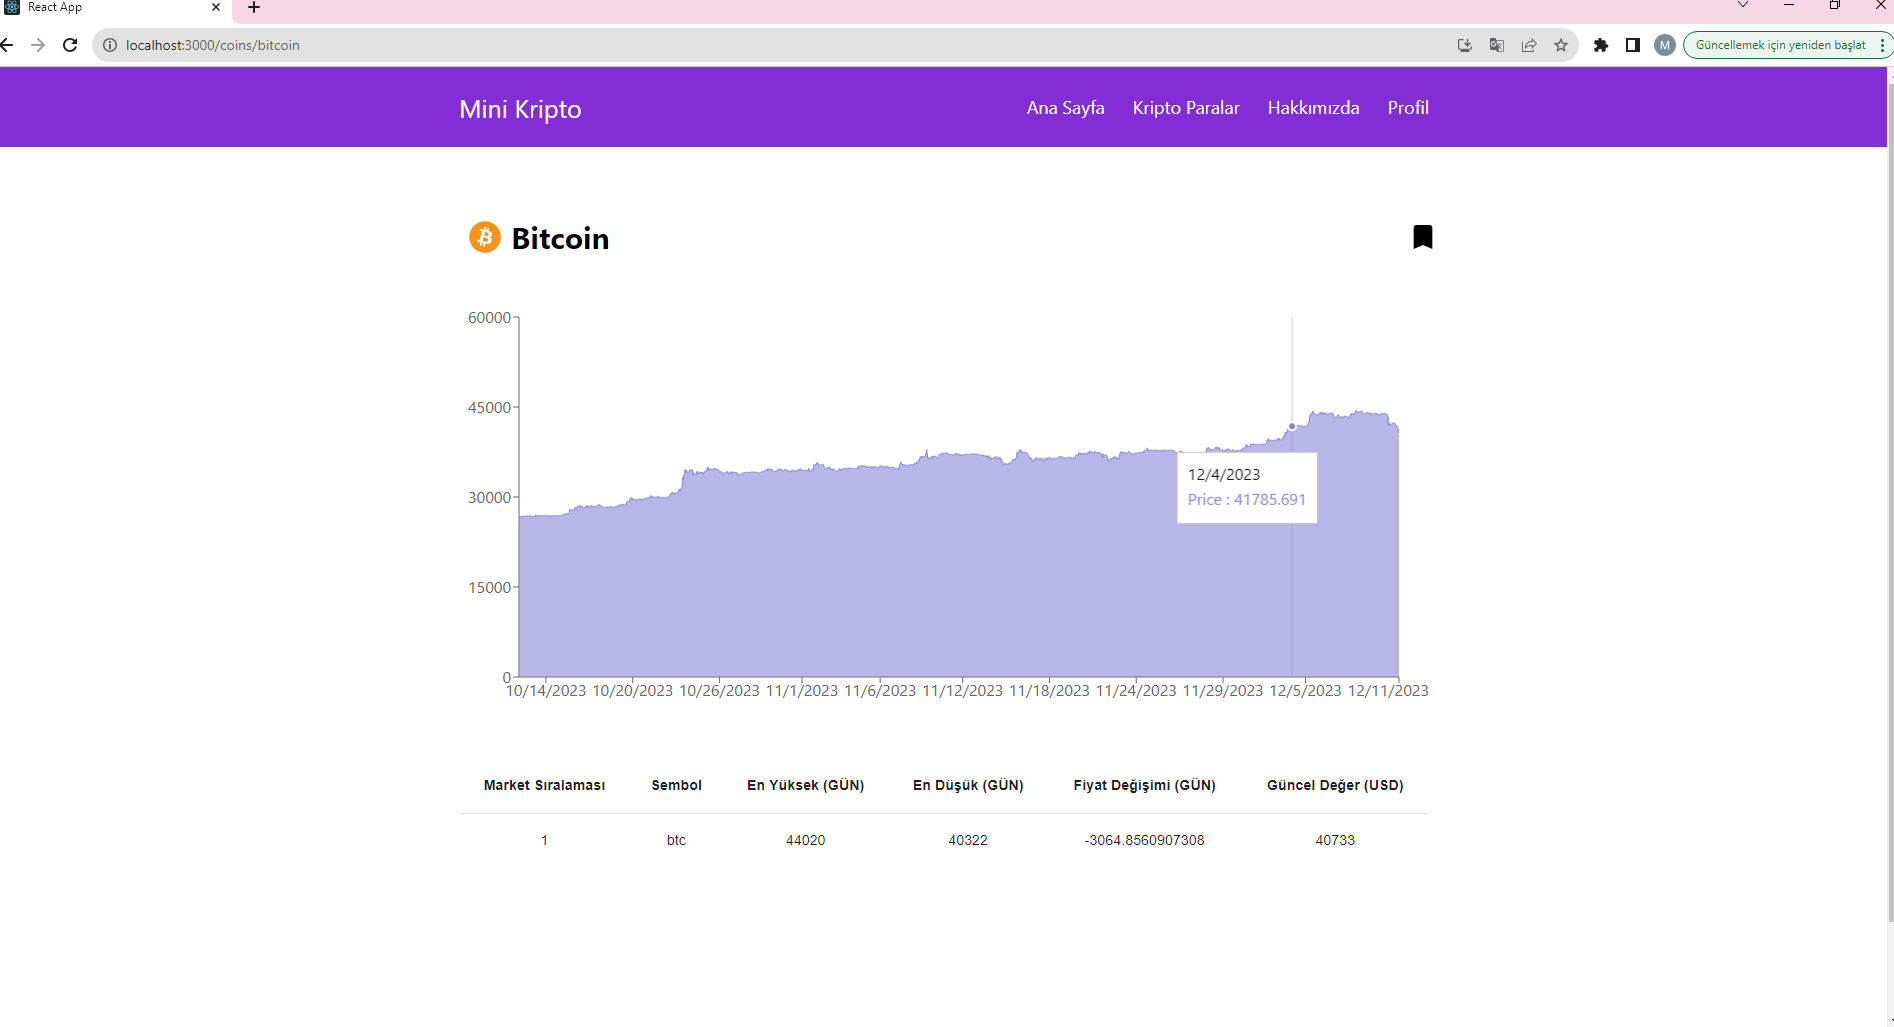 React App
localhost:3000/coins/bitcoin
M
Güncellemek için yeniden başlat
Mini Kripto
Ana Sayfa Kripto Paralar Hakkımızda Profil
Bitcoin
60000
45000
30000
15000
0
12/4/2023
Price : 41785.691
10/14/2023 10/20/2023 10/26/2023 11/1/2023 11/6/2023 11/12/2023 11/18/2023 11/24/2023 11/29/2023 12/5/2023 12/11/2023
Market Sıralaması Sembol En Yüksek (GÜN) En Düşük (GÜN) Fiyat Değişimi (GÜN) Güncel Değer (USD)
1 btc 44020 40322 -3064.8560907308 40733